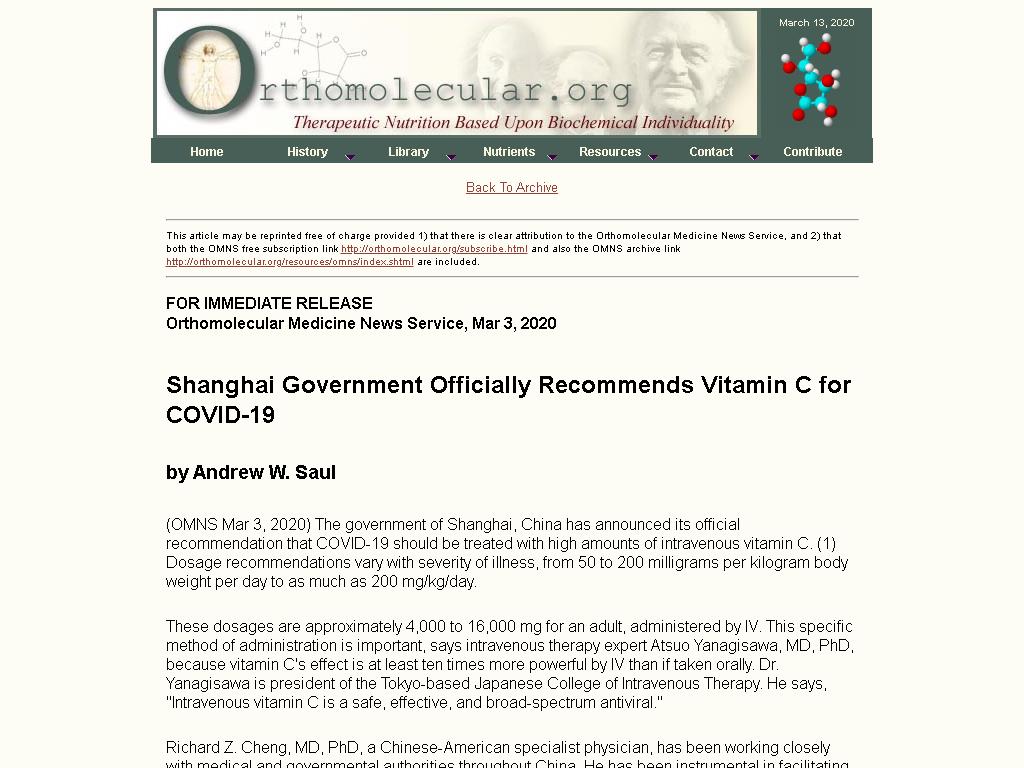 March 13, 2020
Orthomolecular.org
Therapeutic Nutrition Based Upon Biochemical Individuality
Home History Library Nutrients Resources Contact Contribute
Back To Archive
This article may be reprinted free of charge provided 1) that there is clear attribution to the Orthomolecular Medicine News Service, and 2) that
both the OMNS free subscription link http://orthomolecular.org/subscribe.html and also the OMNS archive link
http://orthomolecular.org/resources/omns/index.shtml are included.
FOR IMMEDIATE RELEASE
Orthomolecular Medicine News Service, Mar 3, 2020
Shanghai Government Officially Recommends Vitamin C for
COVID-19
by Andrew W. Saul
(OMNS Mar 3, 2020) The government of Shanghai, China has announced its official
recommendation that COVID-19 should be treated with high amounts of intravenous vitamin C. (1)
Dosage recommendations vary with severity of illness, from 50 to 200 milligrams per kilogram body
weight per day to as much as 200 mg/kg/day.
These dosages are approximately 4,000 to 16,000 mg for an adult, administered by IV. This specific
method of administration is important, says intravenous therapy expert Atsuo Yanagisawa, MD, PhD,
because vitamin C's effect is at least ten times more powerful by IV than if taken orally. Dr.
Yanagisawa is president of the Tokyo-based Japanese College of Intravenous Therapy. He says,
"Intravenous vitamin C is a safe, effective, and broad-spectrum antiviral."
Richard Z. Cheng, MD, PhD, a Chinese-American specialist physician, has been working closely
with medical and governmental authorities throughout China. He has been instrumental in facilitating